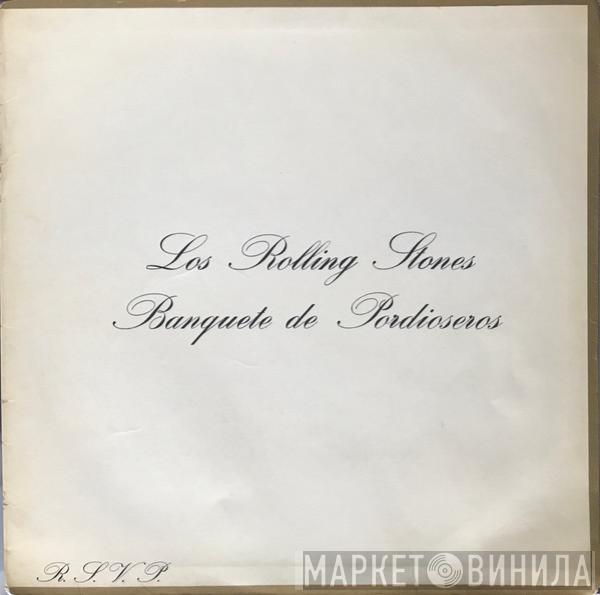 Los Rolling Stones
Banquete de Pordioseros
R. S. V. P.
МАРКЕТ ВИНИЛА